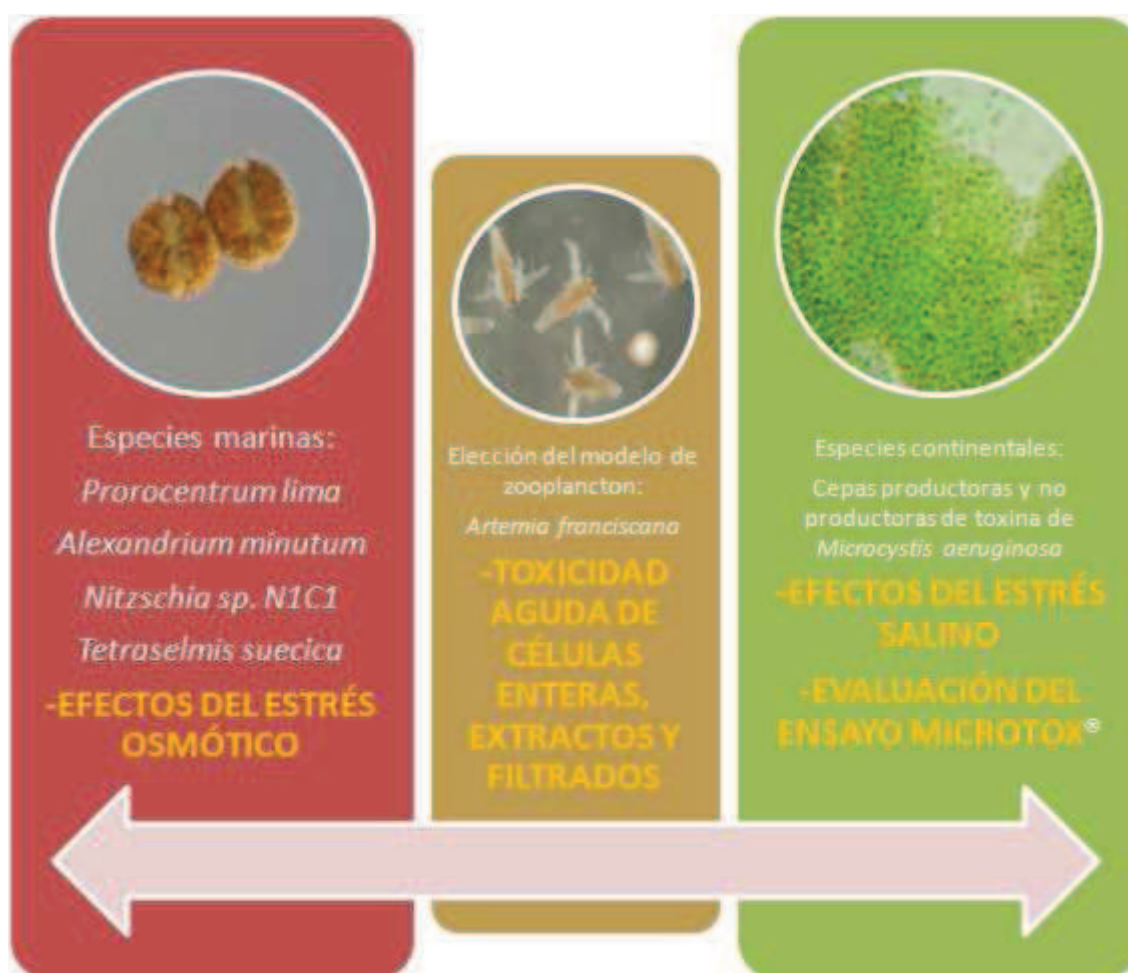 Especies marinas:
Prorocentrum lima
Alexandrium minutum
Nitzschia sp. N1C1
Tetraselmis suecica
-EFECTOS DEL ESTRÉS
OSMÓTICO
Elección del modelo de
zooplancton:
Artemia franciscana
-TOXICIDAD
AGUDA DE
CÉLULAS
ENTERAS,
EXTRACTOS Y
FILTRADOS
Especies continentales:
Cepas productoras y no
productoras de toxina de
Microcystis aeruginosa
-EFECTOS DEL ESTRÉS
SALINO
-EVALUACIÓN DEL
ENSAYO MICROTOX®